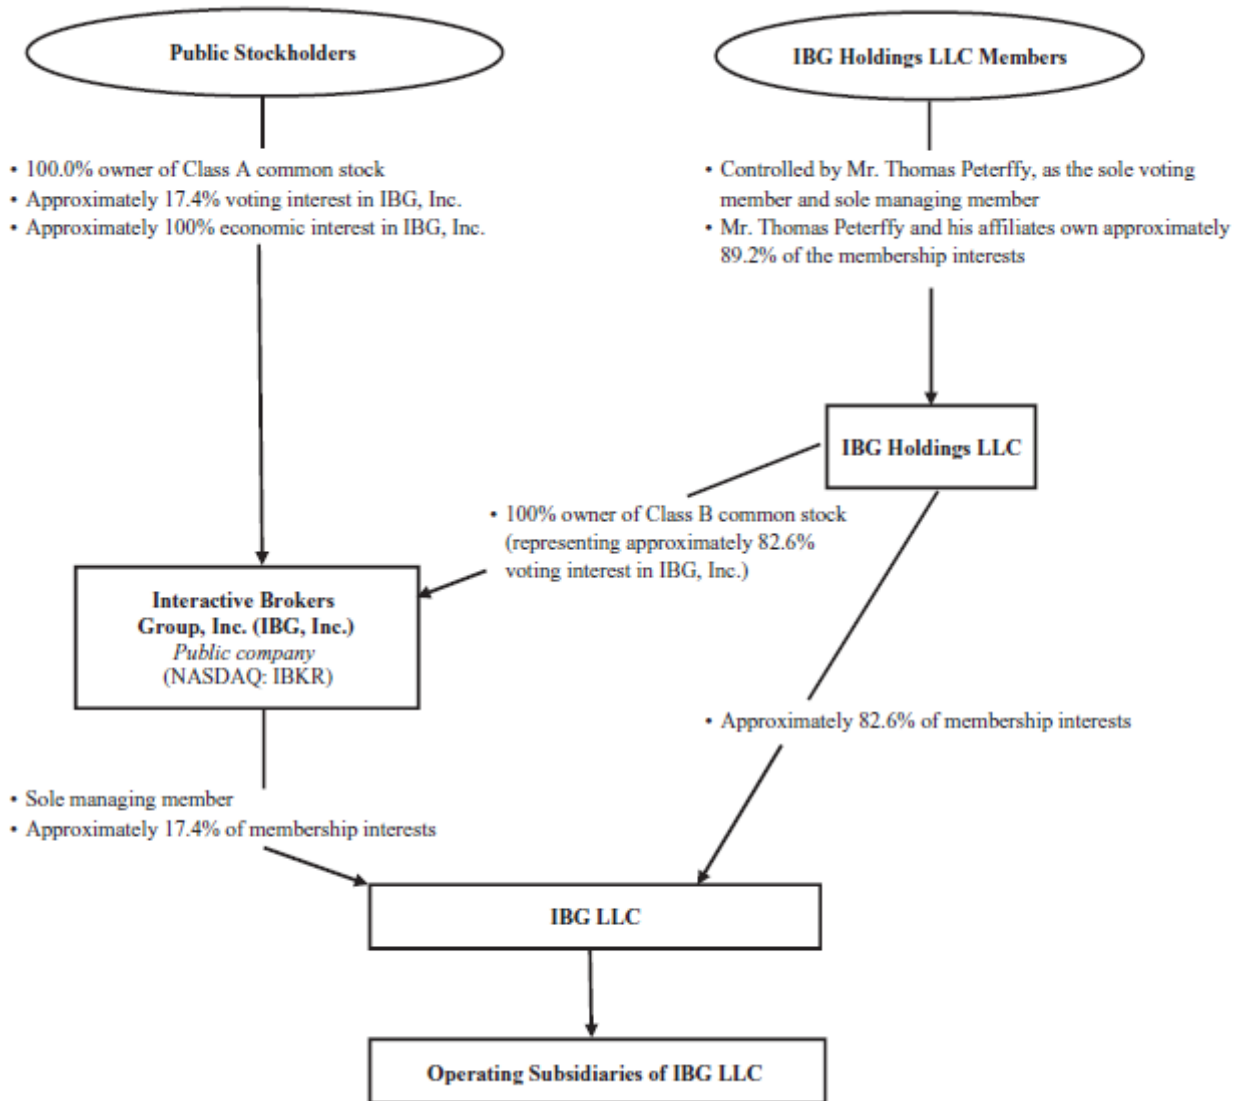 Public Stockholders
IBG Holdings LLC Members
• 100.0% owner of Class A common stock
• Approximately 17.4% voting interest in IBG, Inc.
• Approximately 100% economic interest in IBG, Inc.
• Controlled by Mr. Thomas Peterffy, as the sole voting
member and sole managing member
• Mr. Thomas Peterffy and his affiliates own approximately
89.2% of the membership interests
IBG Holdings LLC
• 100% owner of Class B common stock
(representing approximately 82.6%
voting interest in IBG, Inc.)
Interactive Brokers
Group, Inc. (IBG, Inc.)
Public company
(NASDAQ: IBKR)
• Approximately 82.6% of membership interests
• Sole managing member
• Approximately 17.4% of membership interests
IBG LLC
Operating Subsidiaries of IBG LLC